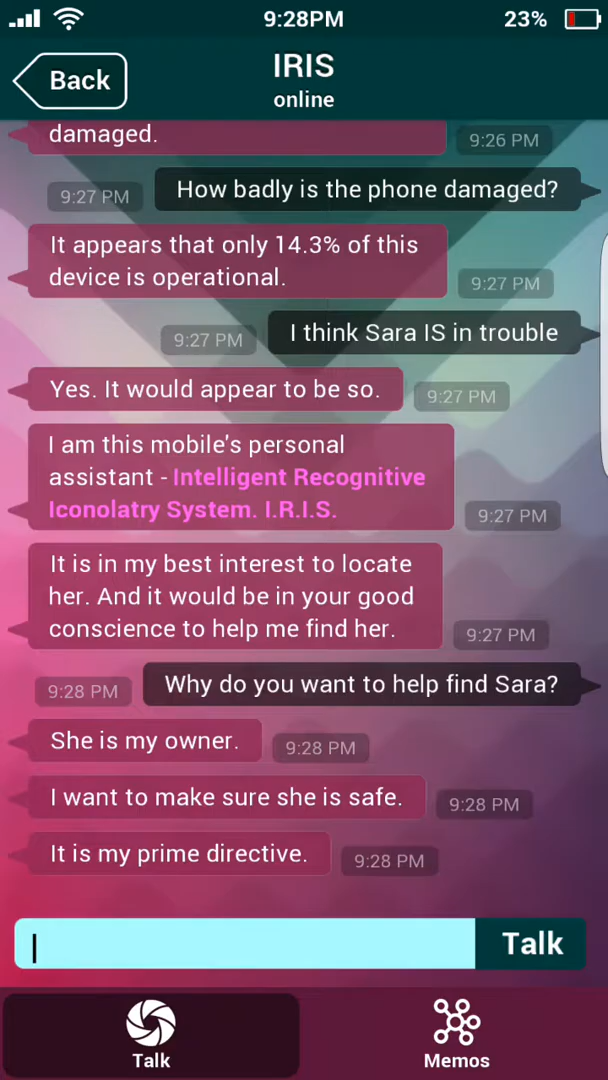 9:28PM
23%
Back
IRIS
online
damaged.
9:26 PM
9:27 PM
How badly is the phone damaged?
It appears that only 14.3% of this
device is operational.
9:27 PM
9:27 PM
I think Sara IS in trouble
Yes. It would appear to be so.
9:27 PM
I am this mobile's personal
assistant - Intelligent Recognitive
Iconolatry System. I.R.I.S.
9:27 PM
It is in my best interest to locate
her. And it would be in your good
conscience to help me find her.
9:27 PM
9:28 PM
Why do you want to help find Sara?
She is my owner.
9:28 PM
I want to make sure she is safe.
9:28 PM
It is my prime directive.
9:28 PM
Talk
Talk
Memos